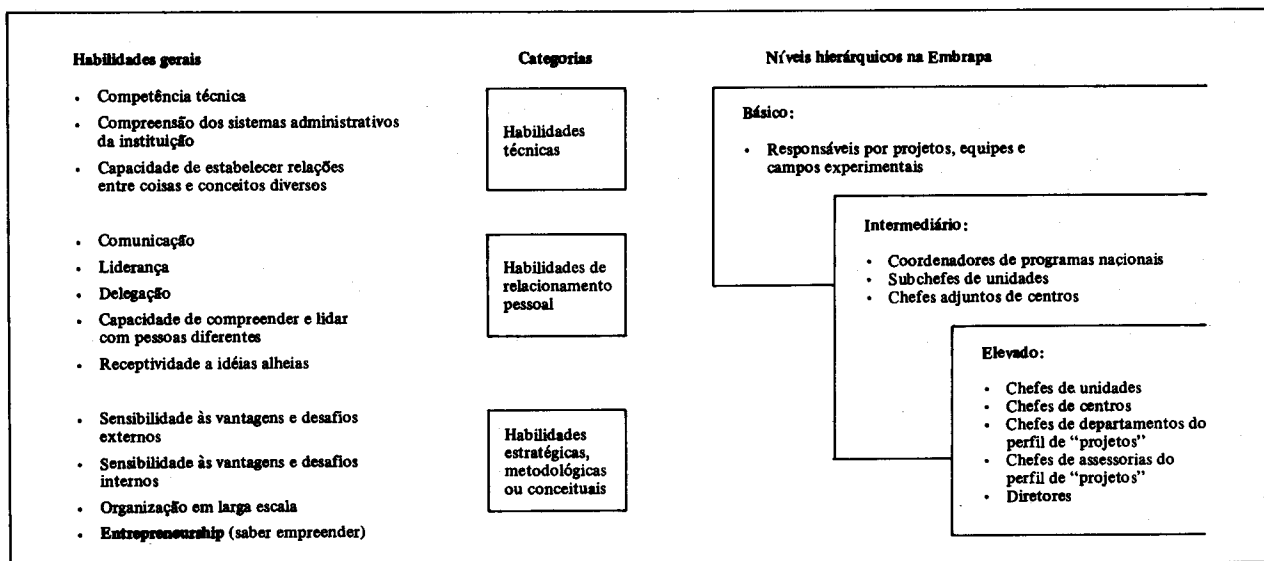 Habilidades gerais
• Competência técnica
• Compreensão dos sistemas administrativos
da instituição
• Capacidade de estabelecer relações
entre coisas e conceitos diversos
• Comunicação
• Liderança
• Delegação
• Capacidade de compreender e lidar
com pessoas diferentes
• Receptividade a idéias alheias
• Sensibilidade às vantagens e desafios
externos
• Sensibilidade às vantagens e desafios
internos
• Organização em larga escala
• Entrepreneurship (saber empreender)
Categorias
Habilidades
técnicas
Habilidades de
relacionamento
pessoal
Habilidades
estratégicas,
metodológicas
ou conceituais
Níveis hierárquicos na Embrapa
Básico:
• Responsáveis por projetos, equipes e
campos experimentais
Intermediário:
• Coordenadores de programas nacionais
• Subchefes de unidades
• Chefes adjuntos de centros
Elevado:
• Chefes de unidades
• Chefes de centros
• Chefes de departamentos do
perfil de “projetos”
• Chefes de assessorias do
perfil de “projetos”
• Diretores